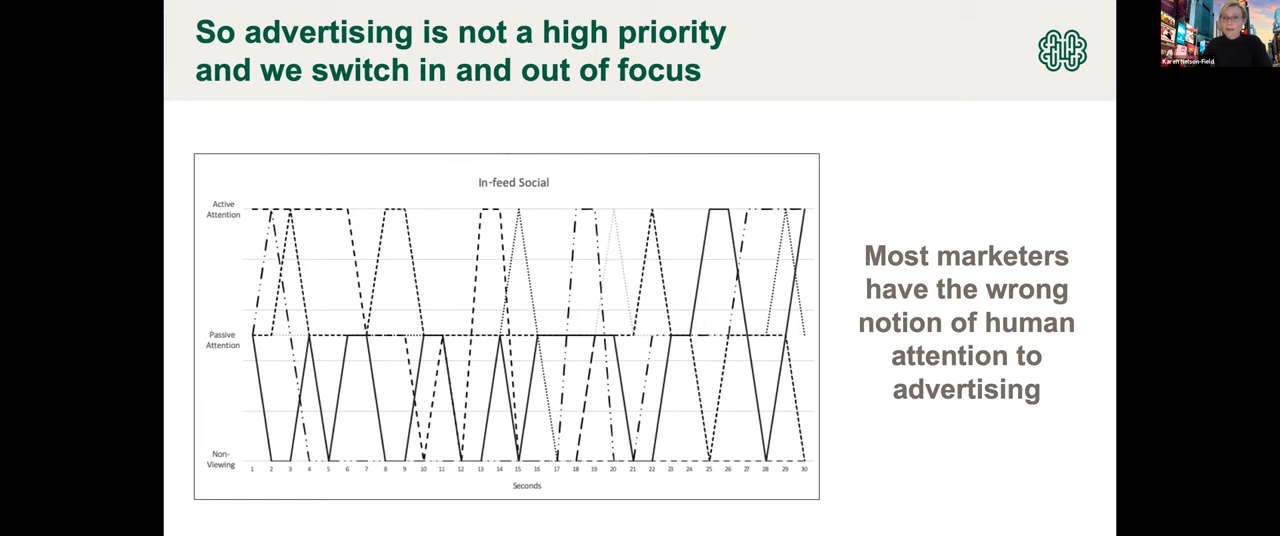 So advertising is not a high priority
and we switch in and out of focus
Karen Nelson-Field
In-feed Social
Active
Attention
Passive
Attention
Non-
Viewing
1 2 3 4 5 6 7 8 9 10 11 12 13 14 15 16 17 18 19 20 21 22 23 24 25 26 27 28 29 30
Seconds
Most marketers
have the wrong
notion of human
attention to
advertising